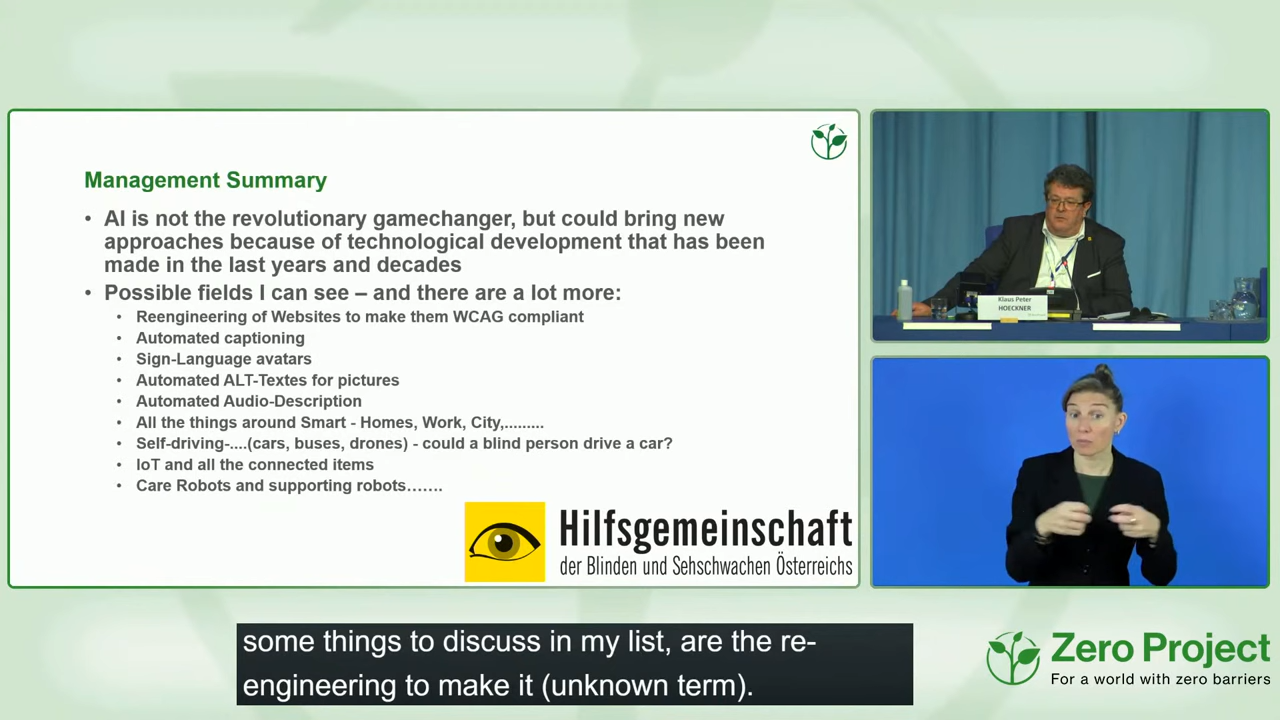 Management Summary
• AI is not the revolutionary gamechanger, but could bring new
approaches because of technological development that has been
made in the last years and decades
• Possible fields I can see – and there are a lot more:
• Reengineering of Websites to make them WCAG compliant
• Automated captioning
• Sign-Language avatars
• Automated ALT-Textes for pictures
• Automated Audio-Description
• All the things around Smart - Homes, Work, City,.........
• Self-driving-....(cars, buses, drones) - could a blind person drive a car?
• IoT and all the connected items
• Care Robots and supporting robots…….
Hilfsgemeinschaft
der Blinden und Sehschwachen Österreichs
Klaus Peter
HOECKNER
some things to discuss in my list, are the re-
engineering to make it (unknown term).
Zero Project
For a world with zero barriers